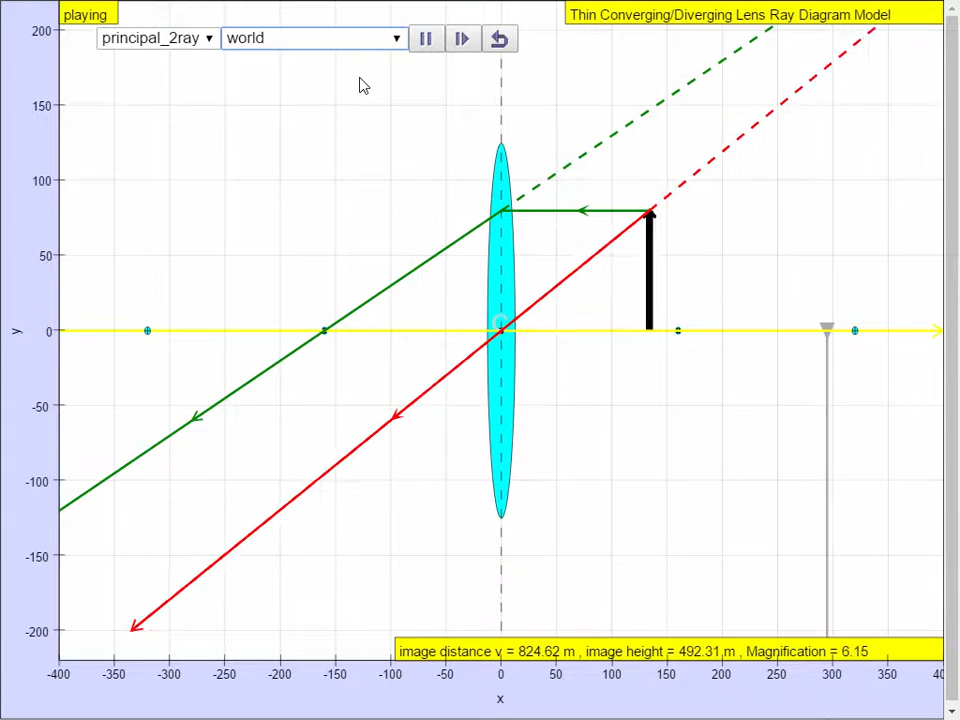 playing
Thin Converging/Diverging Lens Ray Diagram Model
principal_2ray ▾ world ▾
200
150
100
50
0
-50
-100
-150
-200
y
image distance v = 824.62 m , image height = 492.31,m , Magnification = 6.15
-400 -350 -300 -250 -200 -150 -100 -50 0 50 100 150 200 250 300 350 40
x